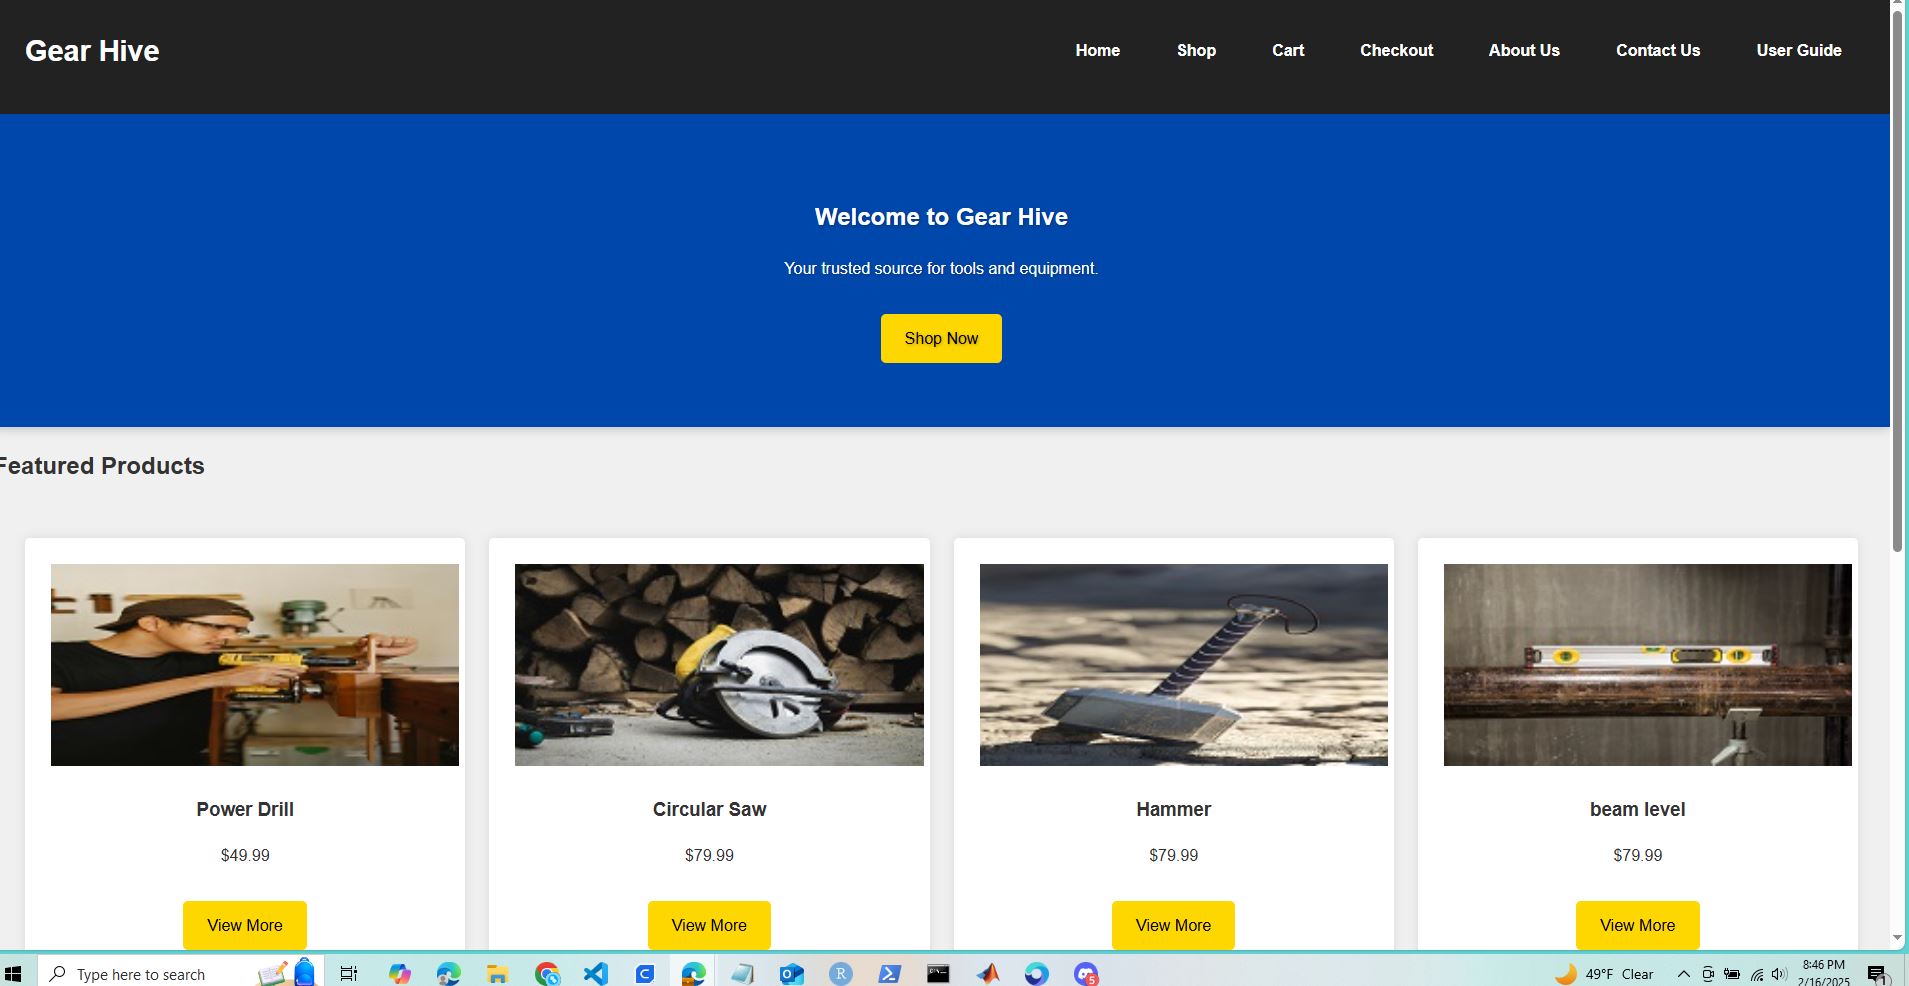 Gear Hive
Home Shop Cart Checkout About Us Contact Us User Guide
Welcome to Gear Hive
Your trusted source for tools and equipment.
Shop Now
Featured Products
Power Drill Circular Saw Hammer beam level
$49.99 $79.99 $79.99 $79.99
View More View More View More View More
Type here to search
49°F Clear
8:46 PM
2/16/2025